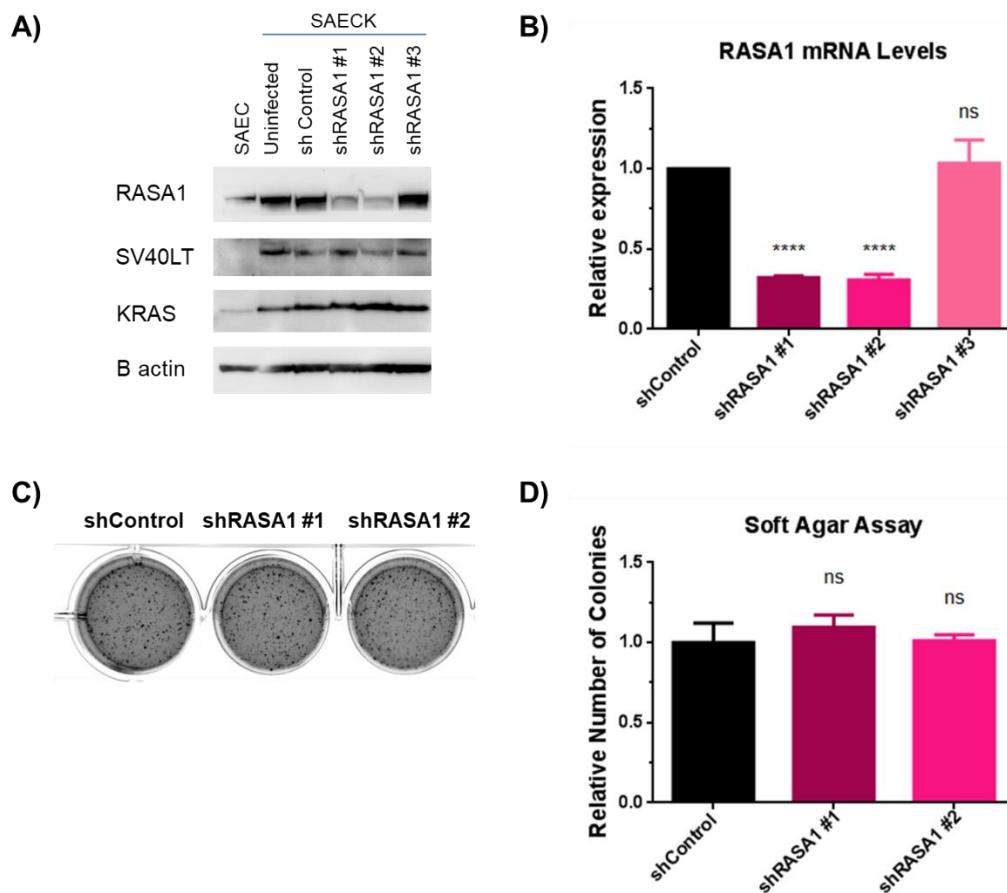 A)
SAECK
SAEC
Uninfected
sh Control
shRASA1 #1
shRASA1 #2
shRASA1 #3
RASA1
SV40LT
KRAS
B actin
B)
RASA1 mRNA Levels
Relative expression
1.5
1.0
0.5
0.0
****
****
ns
shControl
shRASA1 #1
shRASA1 #2
shRASA1 #3
C)
shControl shRASA1 #1 shRASA1 #2
D)
Soft Agar Assay
Relative Number of Colonies
1.5
1.0
0.5
0.0
ns
ns
shControl
shRASA1 #1
shRASA1 #2